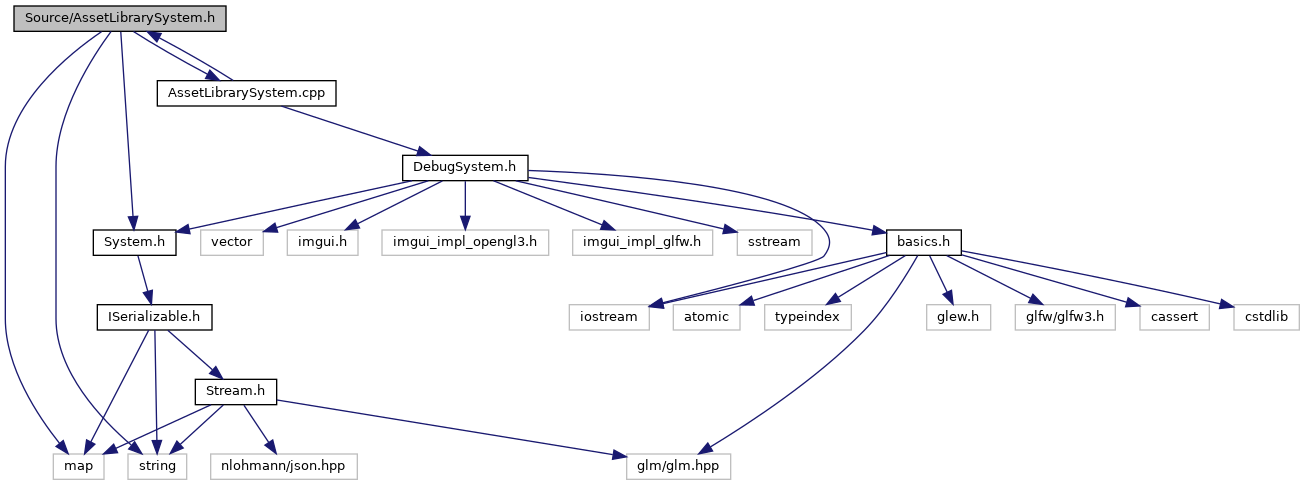 Source/AssetLibrarySystem.h
AssetLibrarySystem.cpp
DebugSystem.h
System.h
vector
imgui.h
imgui_impl_opengl3.h
imgui_impl_glfw.h
sstream
basics.h
ISerializable.h
iostream
atomic
typeindex
glew.h
glfw/glfw3.h
cassert
cstdlib
Stream.h
map
string
nlohmann/json.hpp
glm/glm.hpp